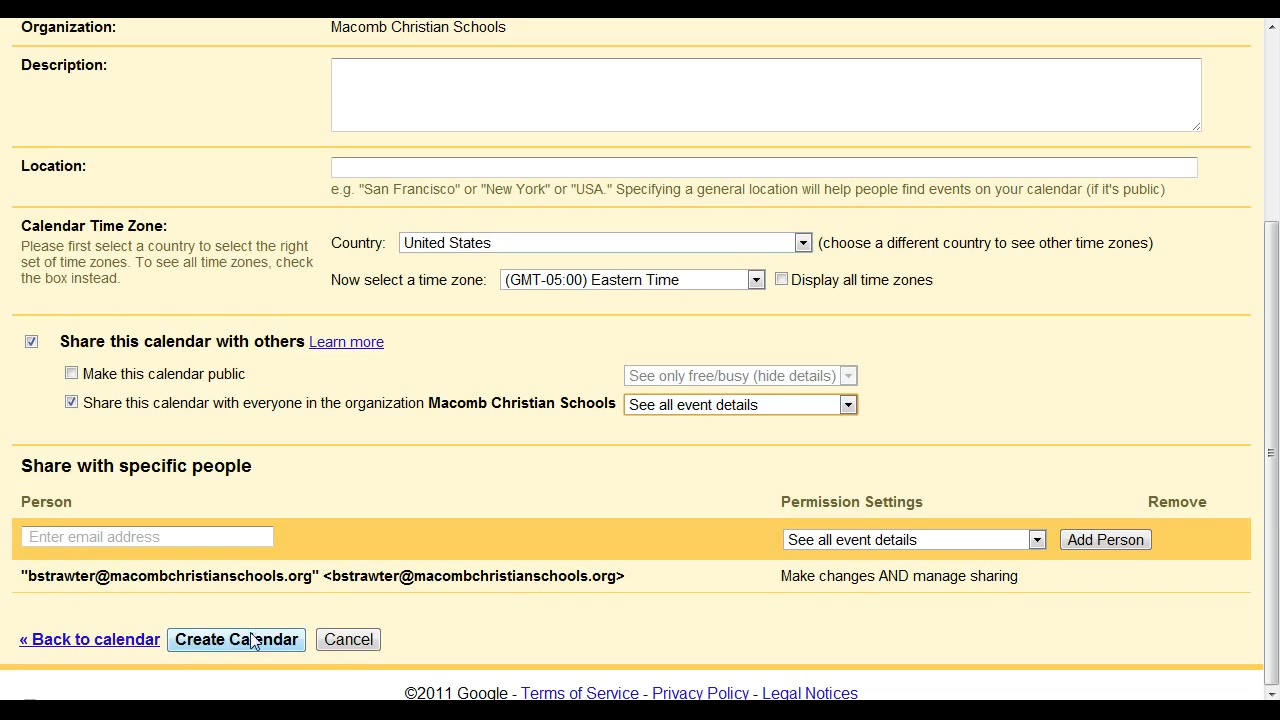 Organization: Macomb Christian Schools
Description:
Location:
e.g. "San Francisco" or "New York" or "USA." Specifying a general location will help people find events on your calendar (if it's public)
Calendar Time Zone:
Please first select a country to select the right
set of time zones. To see all time zones, check
the box instead.
Country: United States (choose a different country to see other time zones)
Now select a time zone: (GMT-05:00) Eastern Time Display all time zones
Share this calendar with others Learn more
Make this calendar public See only free/busy (hide details)
Share this calendar with everyone in the organization Macomb Christian Schools See all event details
Share with specific people
Person Permission Settings Remove
Enter email address See all event details Add Person
"bstrawter@macombchristianschools.org" <bstrawter@macombchristianschools.org> Make changes AND manage sharing
« Back to calendar Create Calendar Cancel
©2011 Google - Terms of Service - Privacy Policy - Legal Notices